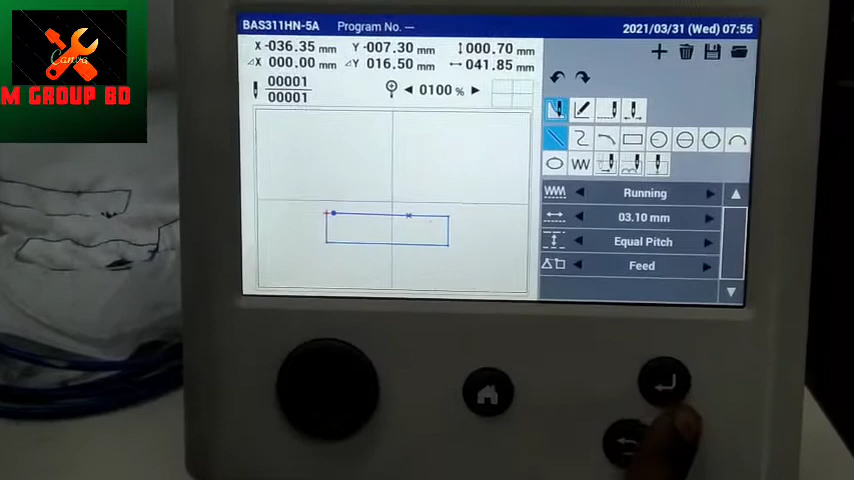 Canva
M GROUP BD
BAS311HN-5A Program No. ---
2021/03/31 (Wed) 07:55
X -036.35 mm Y -007.30 mm 000.70 mm
⊿X 000.00 mm ⊿Y 016.50 mm 041.85 mm
00001
00001
0100 %
Running
03.10 mm
Equal Pitch
Feed